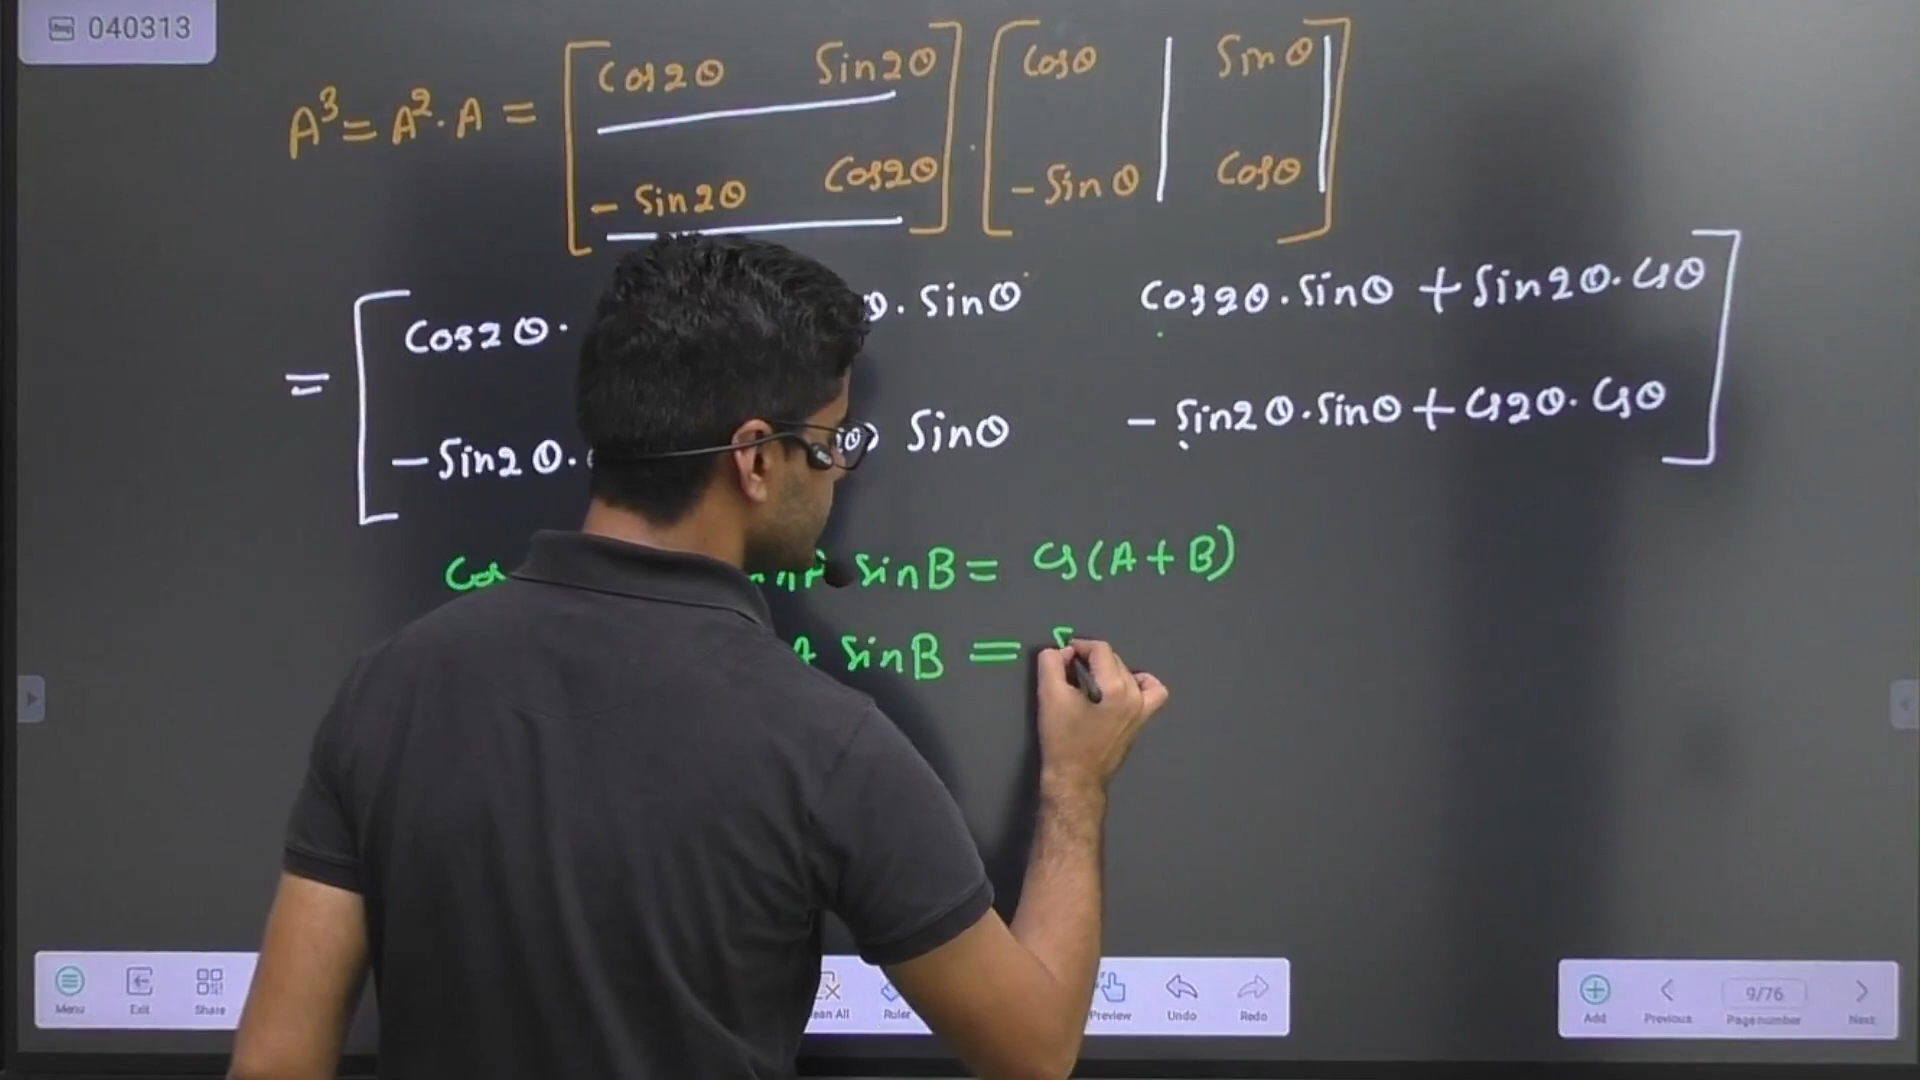 040313
A³ = A²· A = [ Cos2θ Sin2θ ] · [ Cosθ Sinθ ]
[ - Sin2θ Cos2θ ] [ - Sinθ Cosθ ]
= [ Cos2θ · θ · Sinθ Cos2θ · Sinθ + Sin2θ · Cosθ ]
[ - Sin2θ · Sinθ - Sin2θ · Sinθ + Cos2θ · Cosθ ]
Cos SinB = Cos(A+B)
SinB = S
Menu Exit Share All Ruler Preview Undo Redo Add Previous 9/76 Page number Next